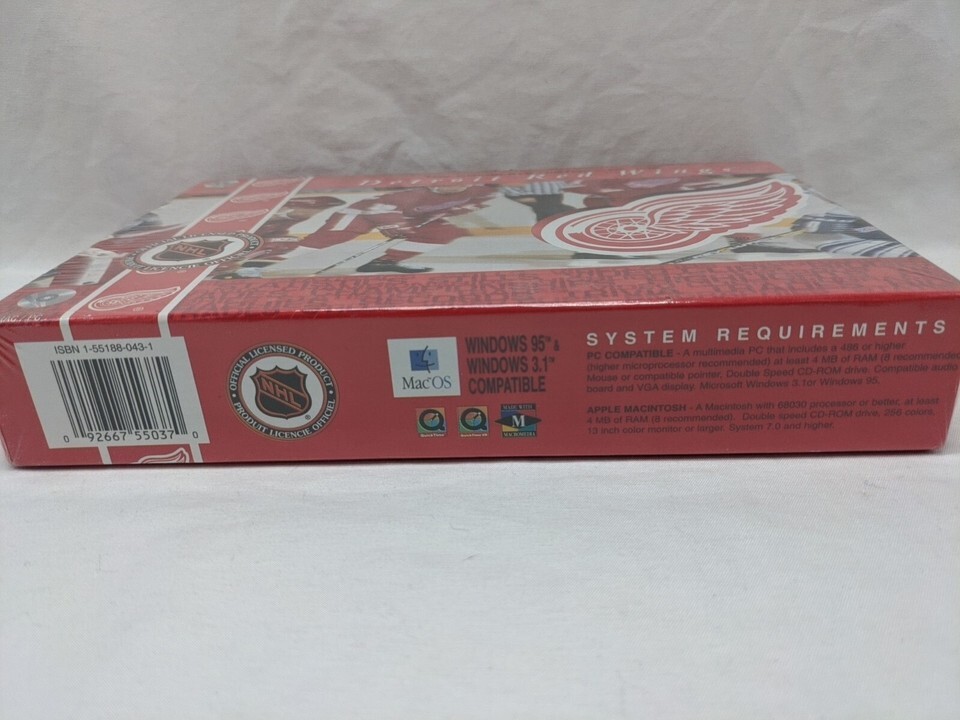 Detroit Red Wings
ISBN 1-55188-043-1
0 92667 55037 0
OFFICIAL LICENSED PRODUCT
NHL
PRODUIT LICENCIE OFFICIEL
Mac OS
WINDOWS 95™ &
WINDOWS 3.1™
COMPATIBLE
MADE WITH
M
MACROMEDIA
SYSTEM REQUIREMENTS
PC COMPATIBLE - A multimedia PC that includes a 486 or higher
(higher microprocessor recommended) at least 4 MB of RAM (8 recommended)
Mouse or compatible pointer, Double Speed CD-ROM drive, Compatible audio
board and VGA display, Microsoft Windows 3.1 or Windows 95.
APPLE MACINTOSH - A Macintosh with 68030 processor or better, at least
4 MB of RAM (8 recommended), Double speed CD-ROM drive, 256 colors,
13 inch color monitor or larger. System 7.0 and higher.